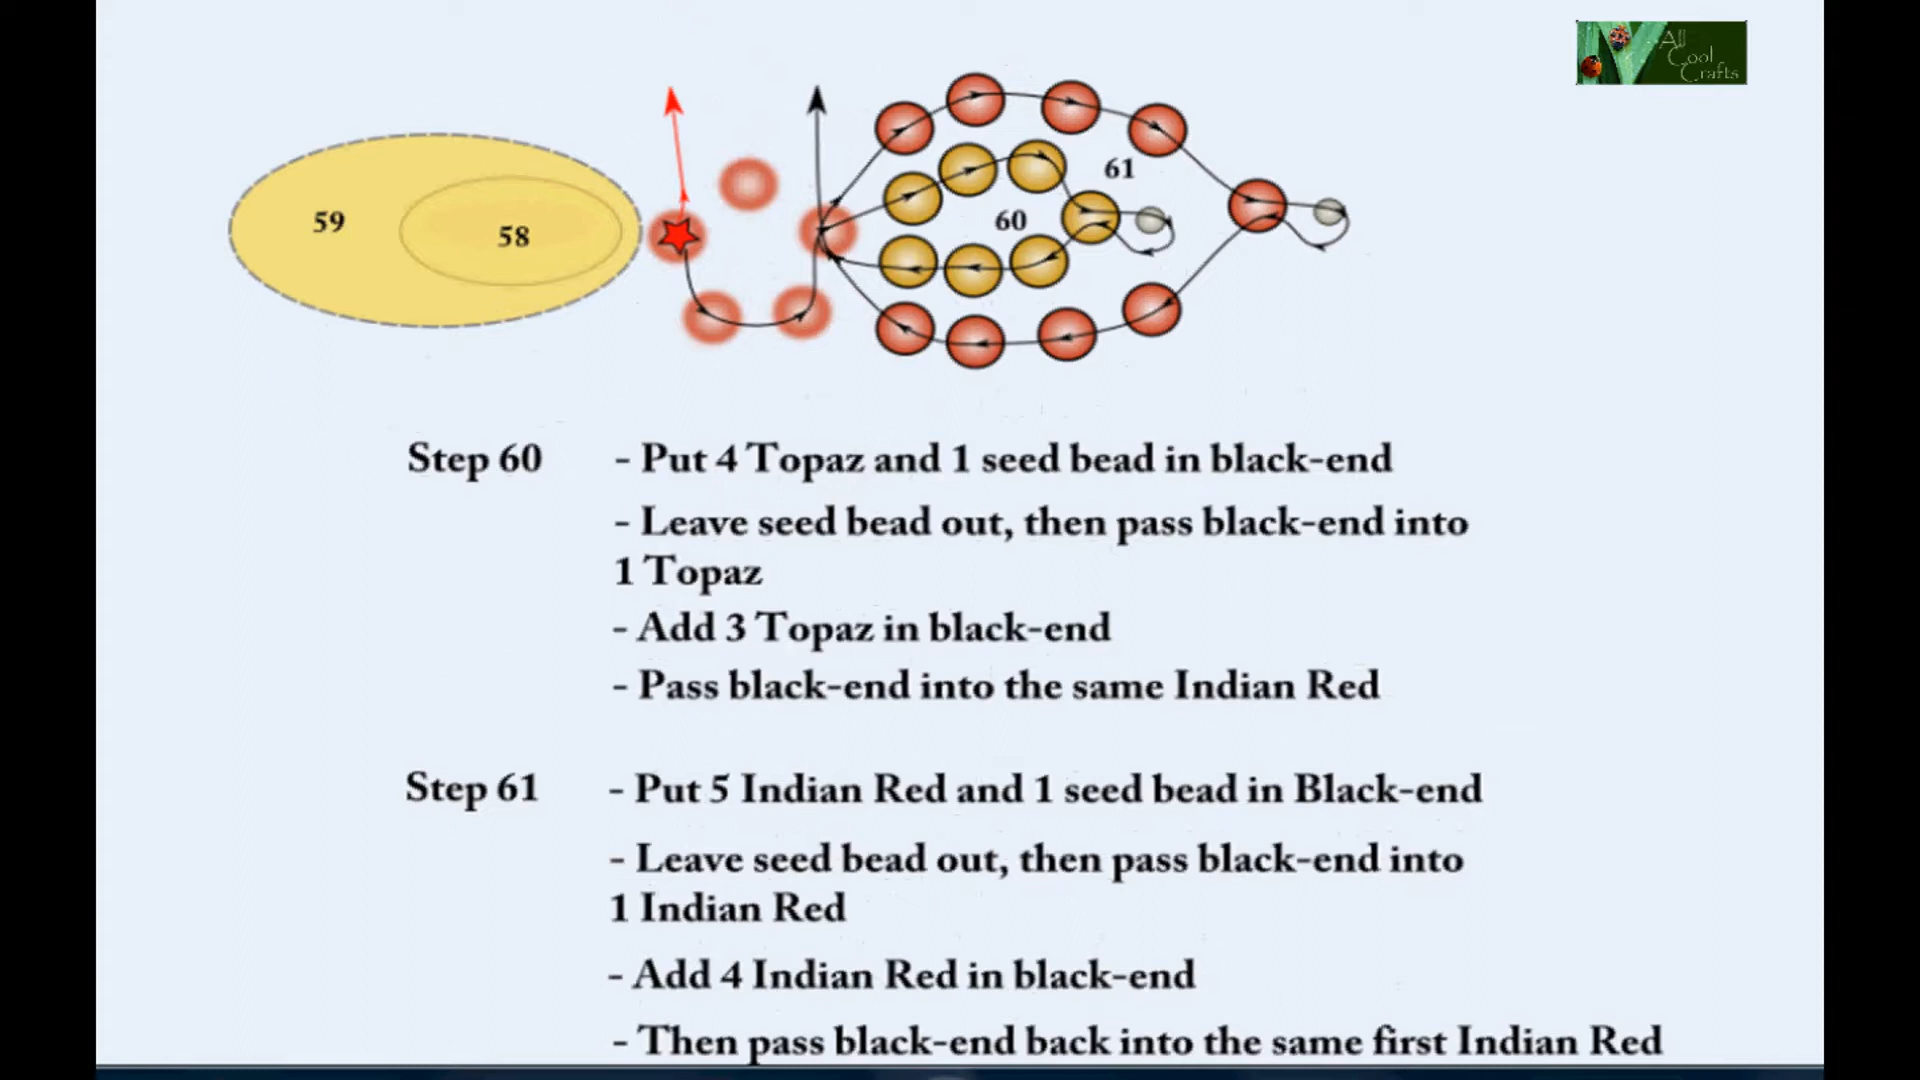 All
Cool
Crafts
61
59
58
60
Step 60 - Put 4 Topaz and 1 seed bead in black-end
- Leave seed bead out, then pass black-end into
1 Topaz
- Add 3 Topaz in black-end
- Pass black-end into the same Indian Red
Step 61 - Put 5 Indian Red and 1 seed bead in Black-end
- Leave seed bead out, then pass black-end into
1 Indian Red
- Add 4 Indian Red in black-end
- Then pass black-end back into the same first Indian Red